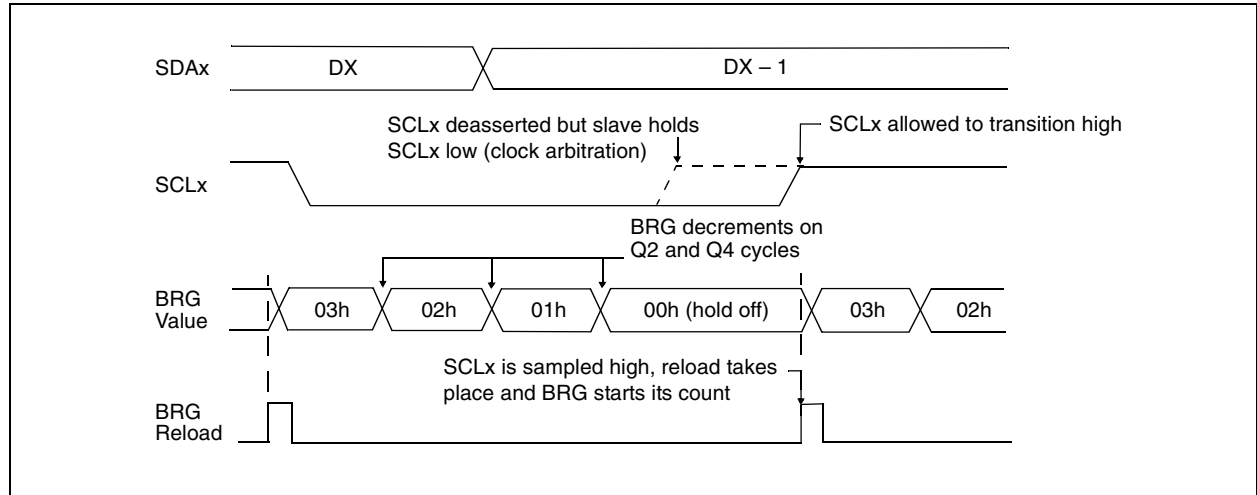 SDAx
DX
DX – 1
SCLx deasserted but slave holds
SCLx low (clock arbitration)
SCLx allowed to transition high
SCLx
BRG decrements on
Q2 and Q4 cycles
BRG
Value
03h
02h
01h
00h (hold off)
03h
02h
SCLx is sampled high, reload takes
place and BRG starts its count
BRG
Reload